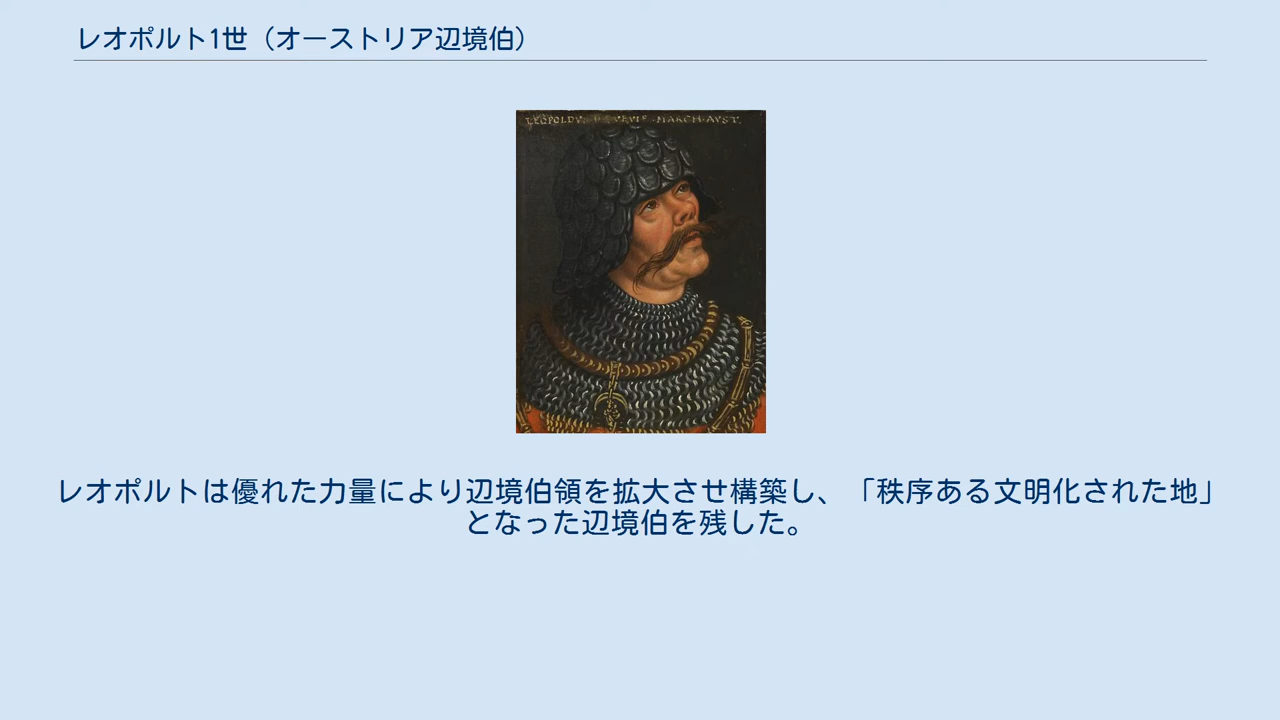 レオポルト1世（オーストリア辺境伯）
MARCH·AVST.
レオポルトは優れた力量により辺境伯領を拡大させ構築し、「秩序ある文明化された地」
となった辺境伯を残した。